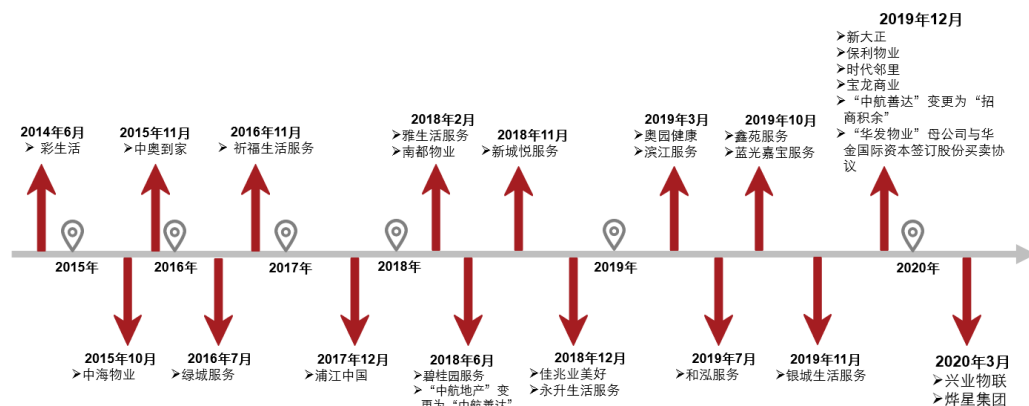 2019年12月
➤新大正
➤保利物业
➤时代邻里
➤宝龙商业
➤“中航善达”变更为“招
商积余”
➤“华发物业”母公司与华
金国际资本签订股份买卖协
议
2014年6月
➤彩生活
2015年11月
➤中奥到家
2016年11月
➤祈福生活服务
2018年2月
➤雅生活服务
➤南都物业
2018年11月
➤新城悦服务
2019年3月
➤奥园健康
➤滨江服务
2019年10月
➤鑫苑服务
➤蓝光嘉宝服务
2015年
2016年
2017年
2018年
2019年
2020年
2015年10月
➤中海物业
2016年7月
➤绿城服务
2017年12月
➤浦江中国
2018年6月
➤碧桂园服务
➤“中航地产”变
更为“中航善达”
2018年12月
➤佳兆业美好
➤永升生活服务
2019年7月
➤和泓服务
2019年11月
➤银城生活服务
2020年3月
➤兴业物联
➤烨星集团